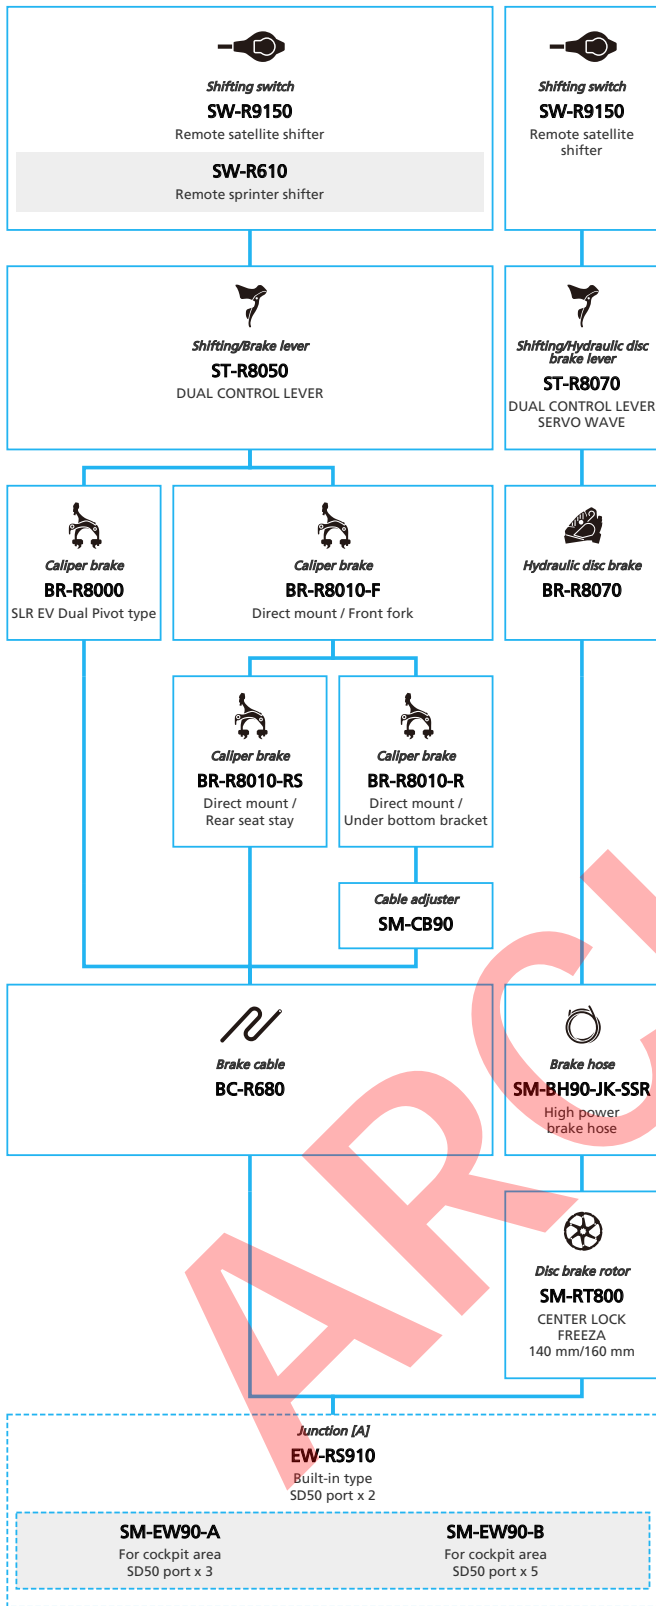 Shifting switch
SW-R9150
Remote satellite shifter
SW-R610
Remote sprinter shifter
Shifting switch
SW-R9150
Remote satellite
shifter
Shifting/Brake lever
ST-R8050
DUAL CONTROL LEVER
Shifting/Hydraulic disc
brake lever
ST-R8070
DUAL CONTROL LEVER
SERVO WAVE
Caliper brake
BR-R8000
SLR EV Dual Pivot type
Caliper brake
BR-R8010-F
Direct mount / Front fork
Hydraulic disc brake
BR-R8070
Caliper brake
BR-R8010-RS
Direct mount /
Rear seat stay
Caliper brake
BR-R8010-R
Direct mount /
Under bottom bracket
Cable adjuster
SM-CB90
Brake cable
BC-R680
Brake hose
SM-BH90-JK-SSR
High power
brake hose
Disc brake rotor
SM-RT800
CENTER LOCK
FREEZA
140 mm/160 mm
Junction [A]
EW-RS910
Built-in type
SD50 port x 2
SM-EW90-A
For cockpit area
SD50 port x 3
SM-EW90-B
For cockpit area
SD50 port x 5